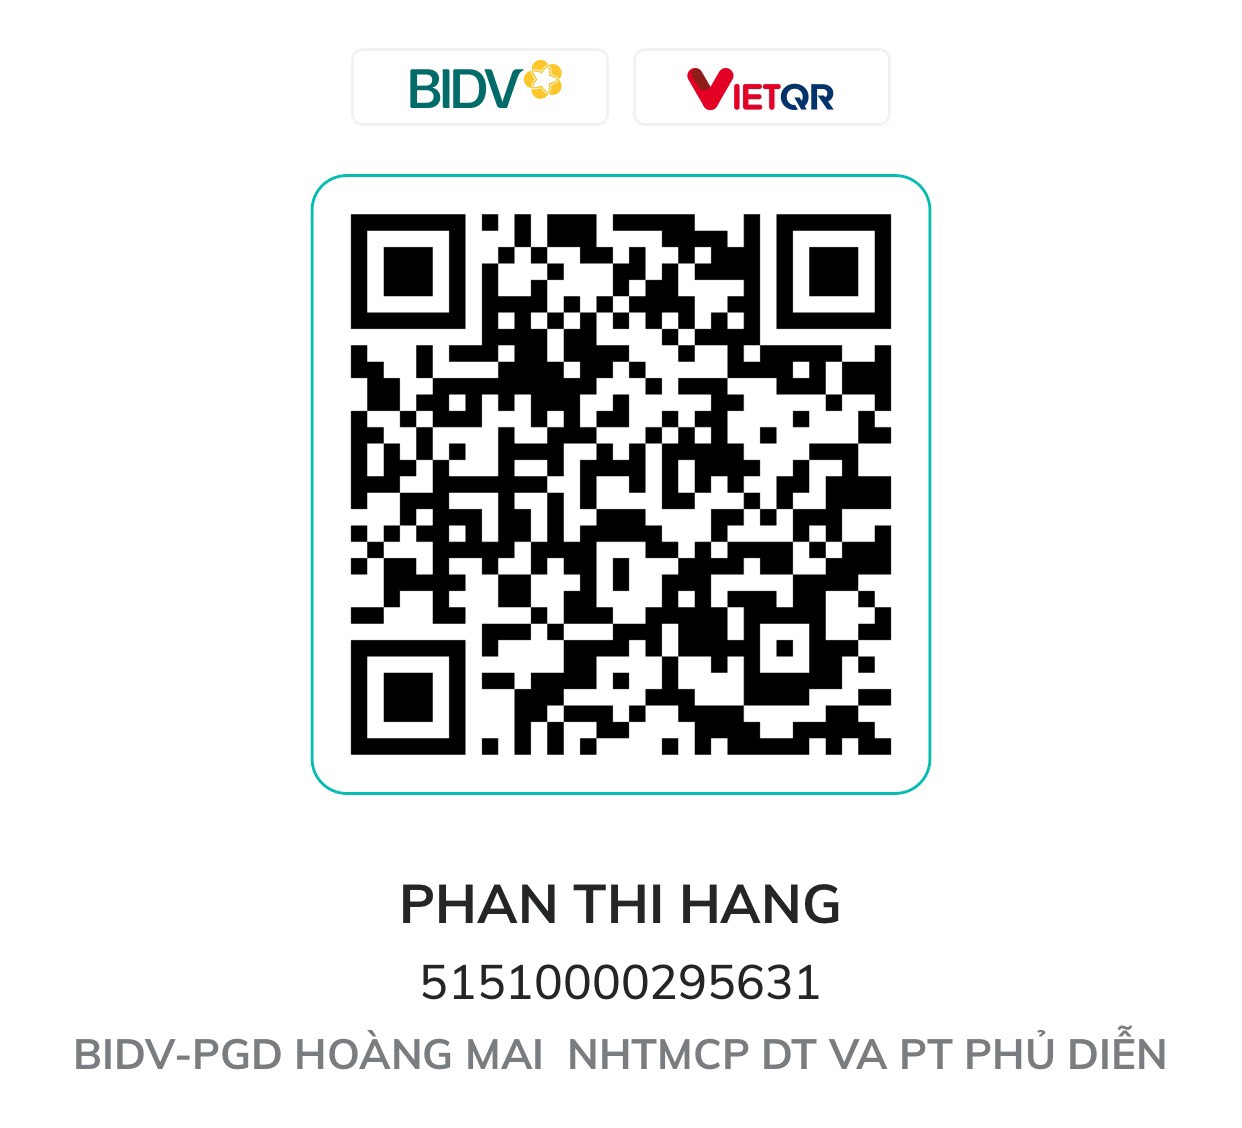 BIDV VIETQR
PHAN THI HANG
51510000295631
BIDV-PGD HOÀNG MAI NHTMCP DT VA PT PHỦ DIỄN